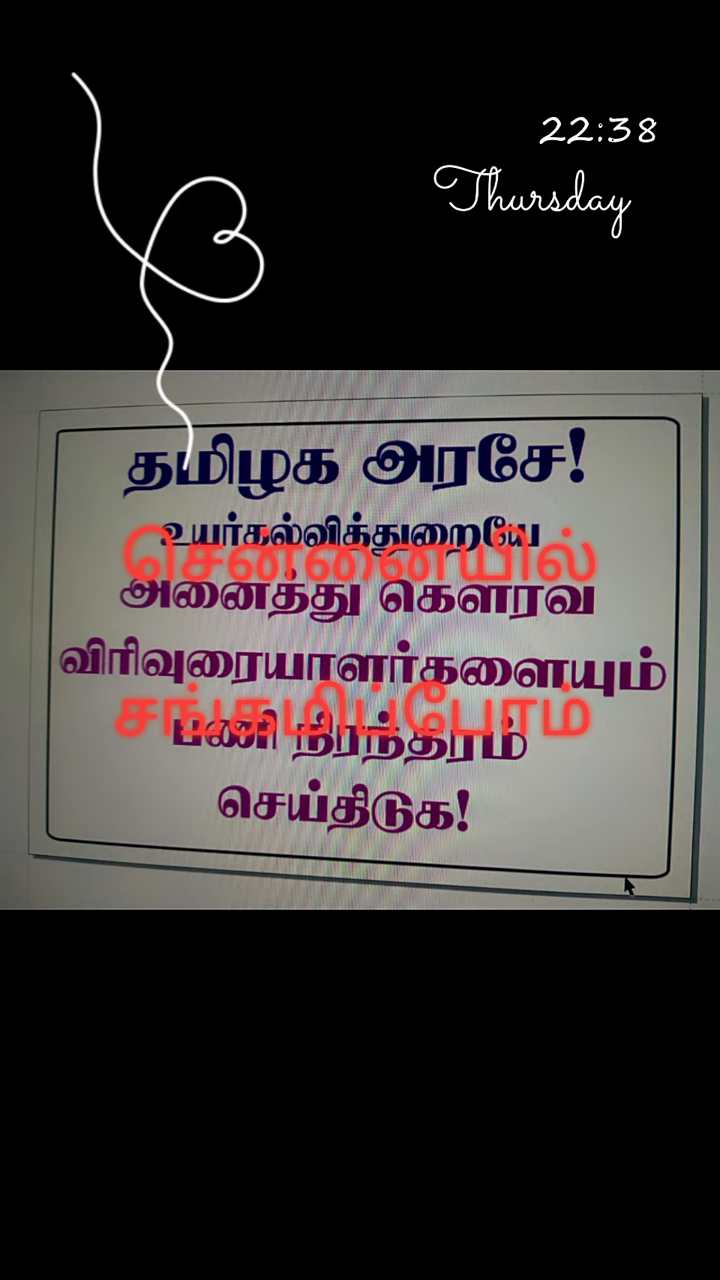 22:38
Thursday
தமிழக அரசே!
உயர்கல்வித்துறையே
சென்னையில்
அனைத்து கௌரவ
விரிவுரையாளர்களையும்
சங்கமிப்போம்
பணி நிரந்தரம்
செய்திடுக!